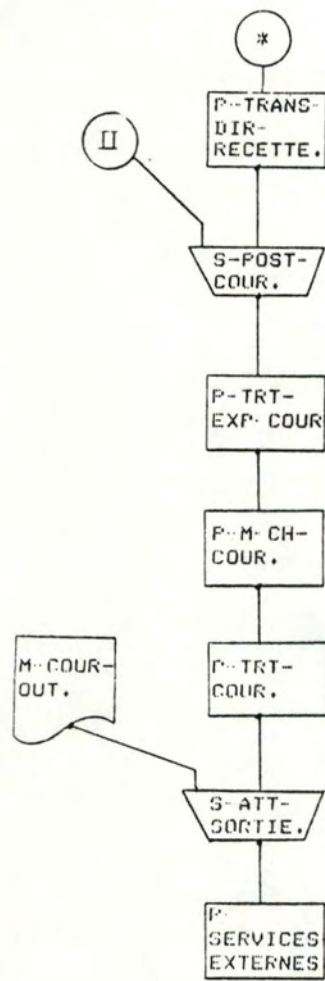 *
P-TRANS-
DIR-
RECETTE.
II
S-POST-
COUR.
P-TRT-
EXP-COUR
P-M-CH-
COUR.
M-COUR-
OUT.
P-TRT-
COUR.
S-ATT-
SORTIE.
P-
SERVICES
EXTERNES